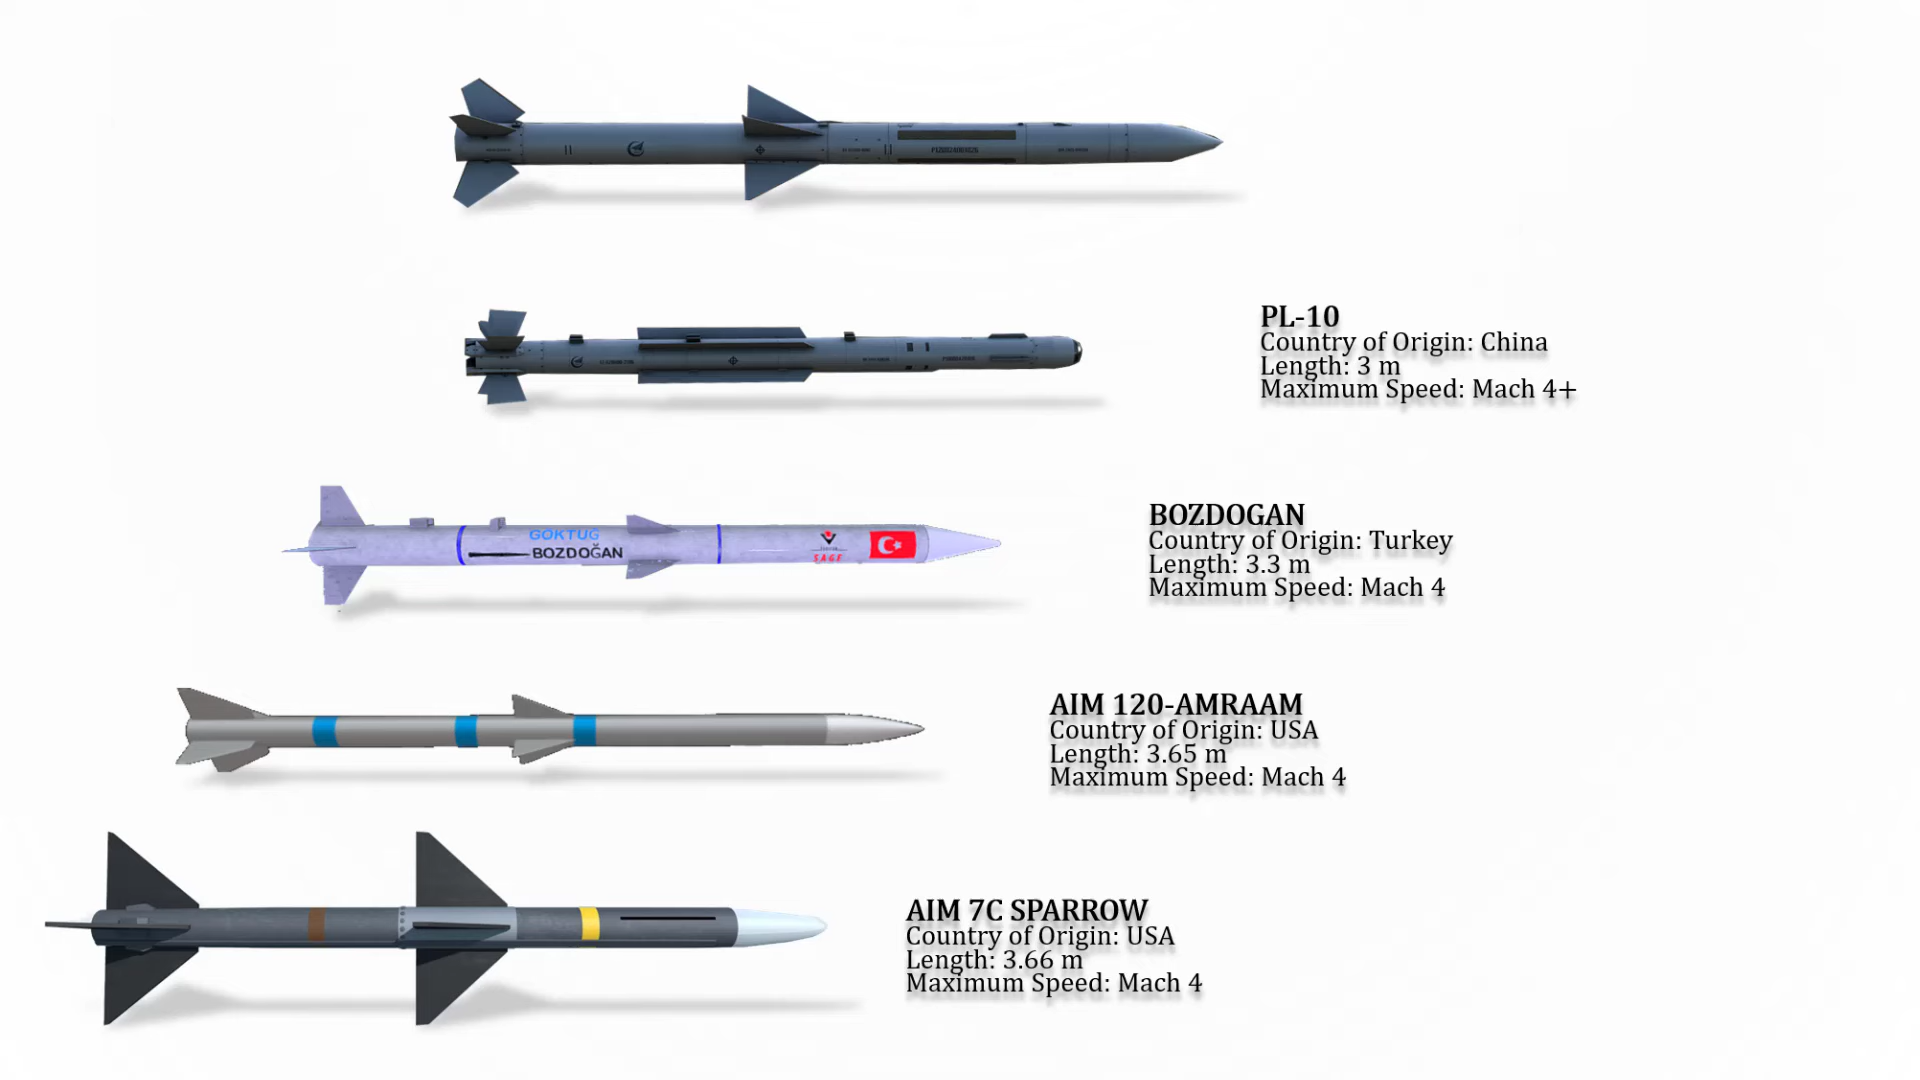 PL-10
Country of Origin: China
Length: 3 m
Maximum Speed: Mach 4+
GÖKTUĞ
BOZDOĞAN
SAGE
BOZDOGAN
Country of Origin: Turkey
Length: 3.3 m
Maximum Speed: Mach 4
AIM 120-AMRAAM
Country of Origin: USA
Length: 3.65 m
Maximum Speed: Mach 4
AIM 7C SPARROW
Country of Origin: USA
Length: 3.66 m
Maximum Speed: Mach 4